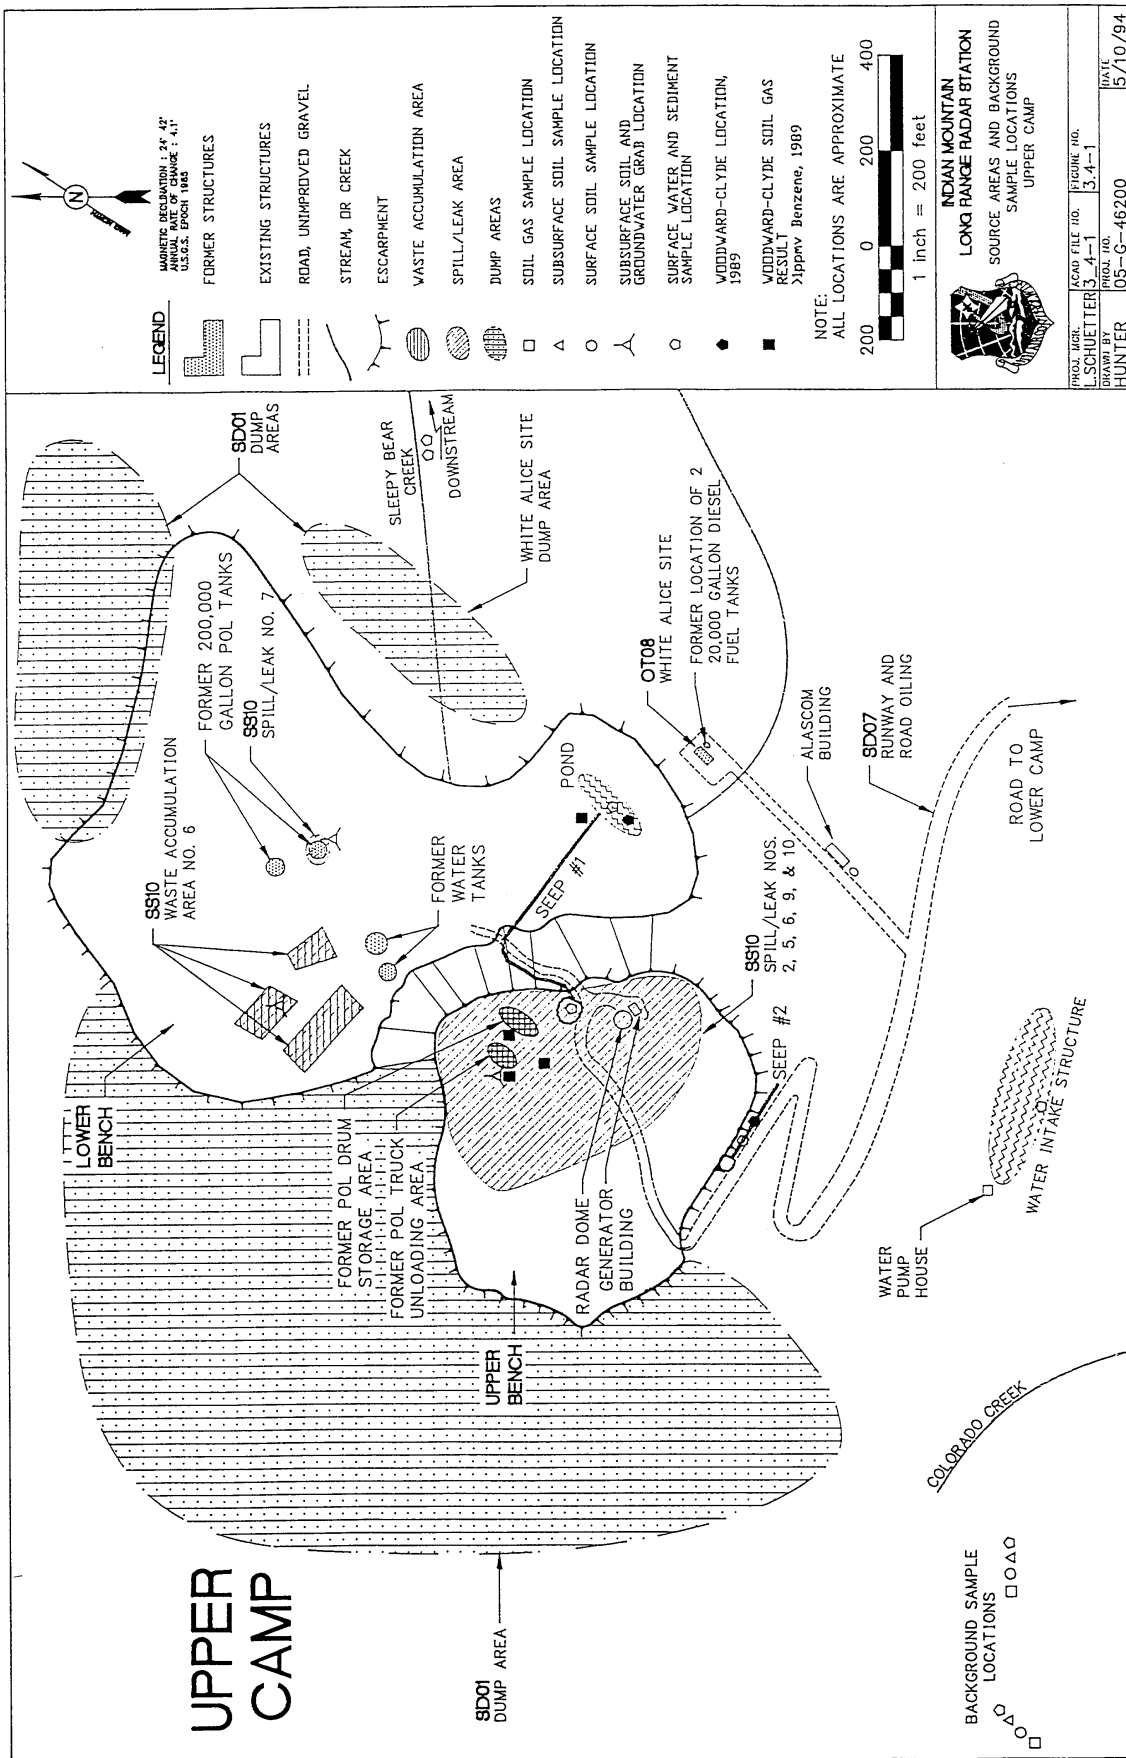 UPPER
CAMP
SD01
DUMP AREA
BACKGROUND SAMPLE
LOCATIONS
COLORADO CREEK
UPPER
BENCH
LOWER
BENCH
FORMER POL DRUM
STORAGE AREA
FORMER POL TRUCK
UNLOADING AREA
RADAR DOME
GENERATOR
BUILDING
WATER
PUMP
HOUSE
WATER INTAKE STRUCTURE
SEEP #2
SS10
SPILL/LEAK NOS.
2, 5, 6, 9, & 10
SS10
WASTE ACCUMULATION
AREA NO. 6
FORMER
WATER
TANKS
SEEP #1
POND
FORMER 200,000
GALLON POL TANKS
SS10
SPILL/LEAK NO. 7
SD01
DUMP
AREAS
SLEEPY BEAR
CREEK
DOWNSTREAM
WHITE ALICE SITE
DUMP AREA
OT08
WHITE ALICE SITE
FORMER LOCATION OF 2
20,000 GALLON DIESEL
FUEL TANKS
ALASCOM
BUILDING
SD07
RUNWAY AND
ROAD OILING
ROAD TO
LOWER CAMP
N
MAGNETIC DECLINATION : 24° 42'
ANNUAL RATE OF CHANGE : 4.1'
U.S.G.S. EPOCH 1985
LEGEND
FORMER STRUCTURES
EXISTING STRUCTURES
ROAD, UNIMPROVED GRAVEL
STREAM, OR CREEK
ESCARPMENT
WASTE ACCUMULATION AREA
SPILL/LEAK AREA
DUMP AREAS
SOIL GAS SAMPLE LOCATION
SUBSURFACE SOIL SAMPLE LOCATION
SURFACE SOIL SAMPLE LOCATION
SUBSURFACE SOIL AND
GROUNDWATER GRAB LOCATION
SURFACE WATER AND SEDIMENT
SAMPLE LOCATION
WOODWARD-CLYDE LOCATION,
1989
WOODWARD-CLYDE SOIL GAS
RESULT
>1ppmv Benzene, 1989
NOTE:
ALL LOCATIONS ARE APPROXIMATE
200 0 200 400
1 inch = 200 feet
INDIAN MOUNTAIN
LONG RANGE RADAR STATION
SOURCE AREAS AND BACKGROUND
SAMPLE LOCATIONS
UPPER CAMP
PROJ. MGR. ACAD FILE NO. FIGURE NO.
L.SCHUETTER 3_4-1 3.4-1
DRAWN BY PROJ. NO. DATE
HUNTER 05-G-46200 5/10/94